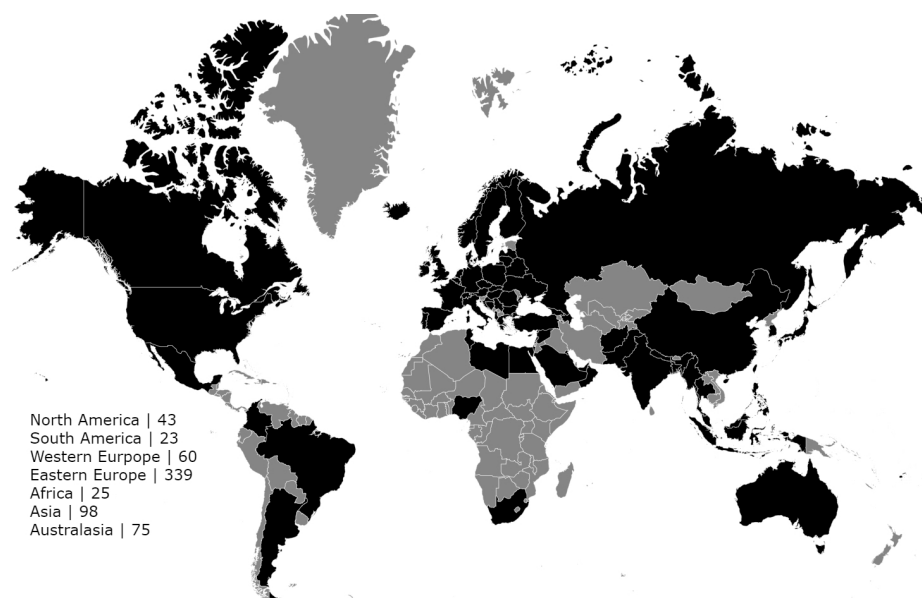 North America | 43
South America | 23
Western Eurpope | 60
Eastern Europe | 339
Africa | 25
Asia | 98
Australasia | 75